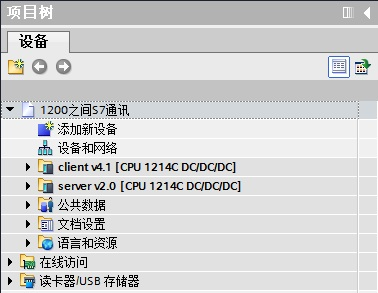 项目树
设备
1200之间S7通讯
添加新设备
设备和网络
client v4.1 [CPU 1214C DC/DC/DC]
server v2.0 [CPU 1214C DC/DC/DC]
公共数据
文档设置
语言和资源
在线访问
读卡器/USB 存储器